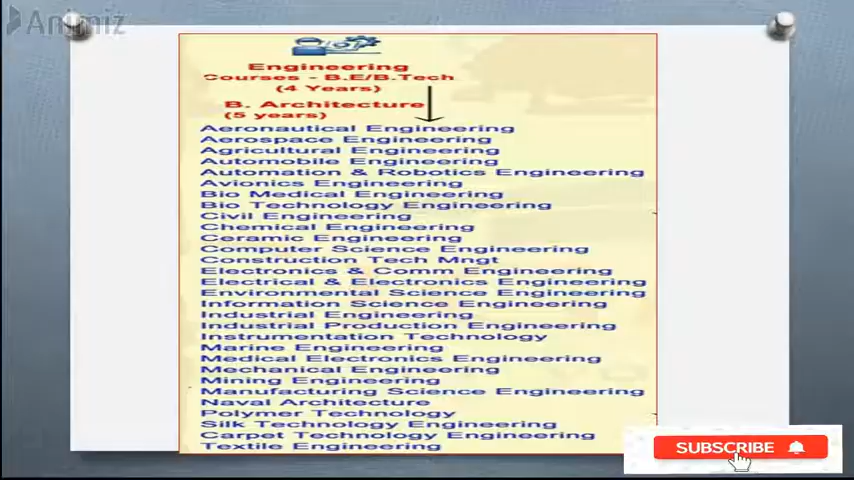 Animiz
Engineering
Courses - B.E/B.Tech
(4 Years)
B. Architecture
(5 years)
Aeronautical Engineering
Aerospace Engineering
Agricultural Engineering
Automobile Engineering
Automation & Robotics Engineering
Avionics Engineering
Bio Medical Engineering
Bio Technology Engineering
Civil Engineering
Chemical Engineering
Ceramic Engineering
Computer Science Engineering
Construction Tech Mngt
Electronics & Comm Engineering
Electrical & Electronics Engineering
Environmental Science Engineering
Information Science Engineering
Industrial Engineering
Industrial Production Engineering
Instrumentation Technology
Marine Engineering
Medical Electronics Engineering
Mechanical Engineering
Mining Engineering
Manufacturing Science Engineering
Naval Architecture
Polymer Technology
Silk Technology Engineering
Carpet Technology Engineering
Textile Engineering
SUBSCRIBE